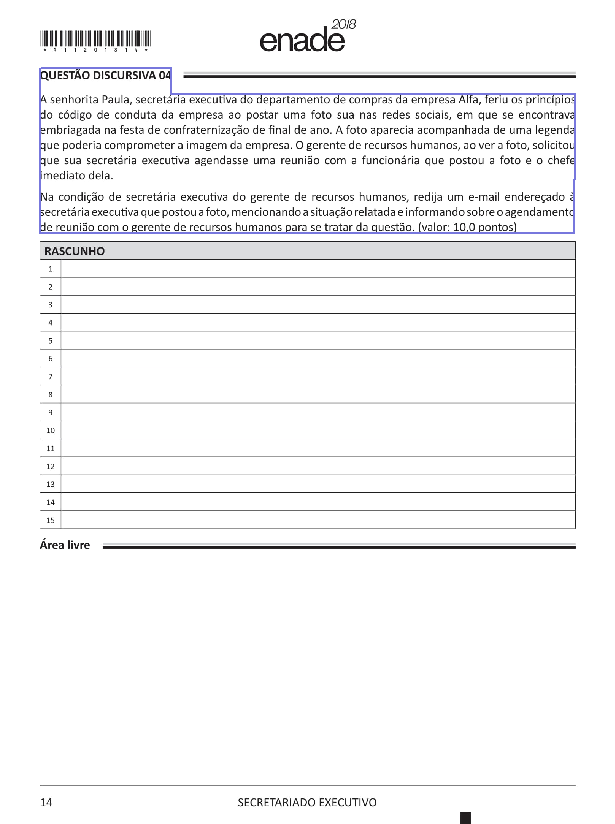 *R11201814*
enade 2018
QUESTÃO DISCURSIVA 04
A senhorita Paula, secretária executiva do departamento de compras da empresa Alfa, feriu os princípios
do código de conduta da empresa ao postar uma foto sua nas redes sociais, em que se encontrava
embriagada na festa de confraternização de final de ano. A foto aparecia acompanhada de uma legenda
que poderia comprometer a imagem da empresa. O gerente de recursos humanos, ao ver a foto, solicitou
que sua secretária executiva agendasse uma reunião com a funcionária que postou a foto e o chefe
imediato dela.
Na condição de secretária executiva do gerente de recursos humanos, redija um e-mail endereçado à
secretária executiva que postou a foto, mencionando a situação relatada e informando sobre o agendamento
de reunião com o gerente de recursos humanos para se tratar da questão. (valor: 10,0 pontos)
RASCUNHO
1
2
3
4
5
6
7
8
9
10
11
12
13
14
15
Área livre
14 SECRETARIADO EXECUTIVO